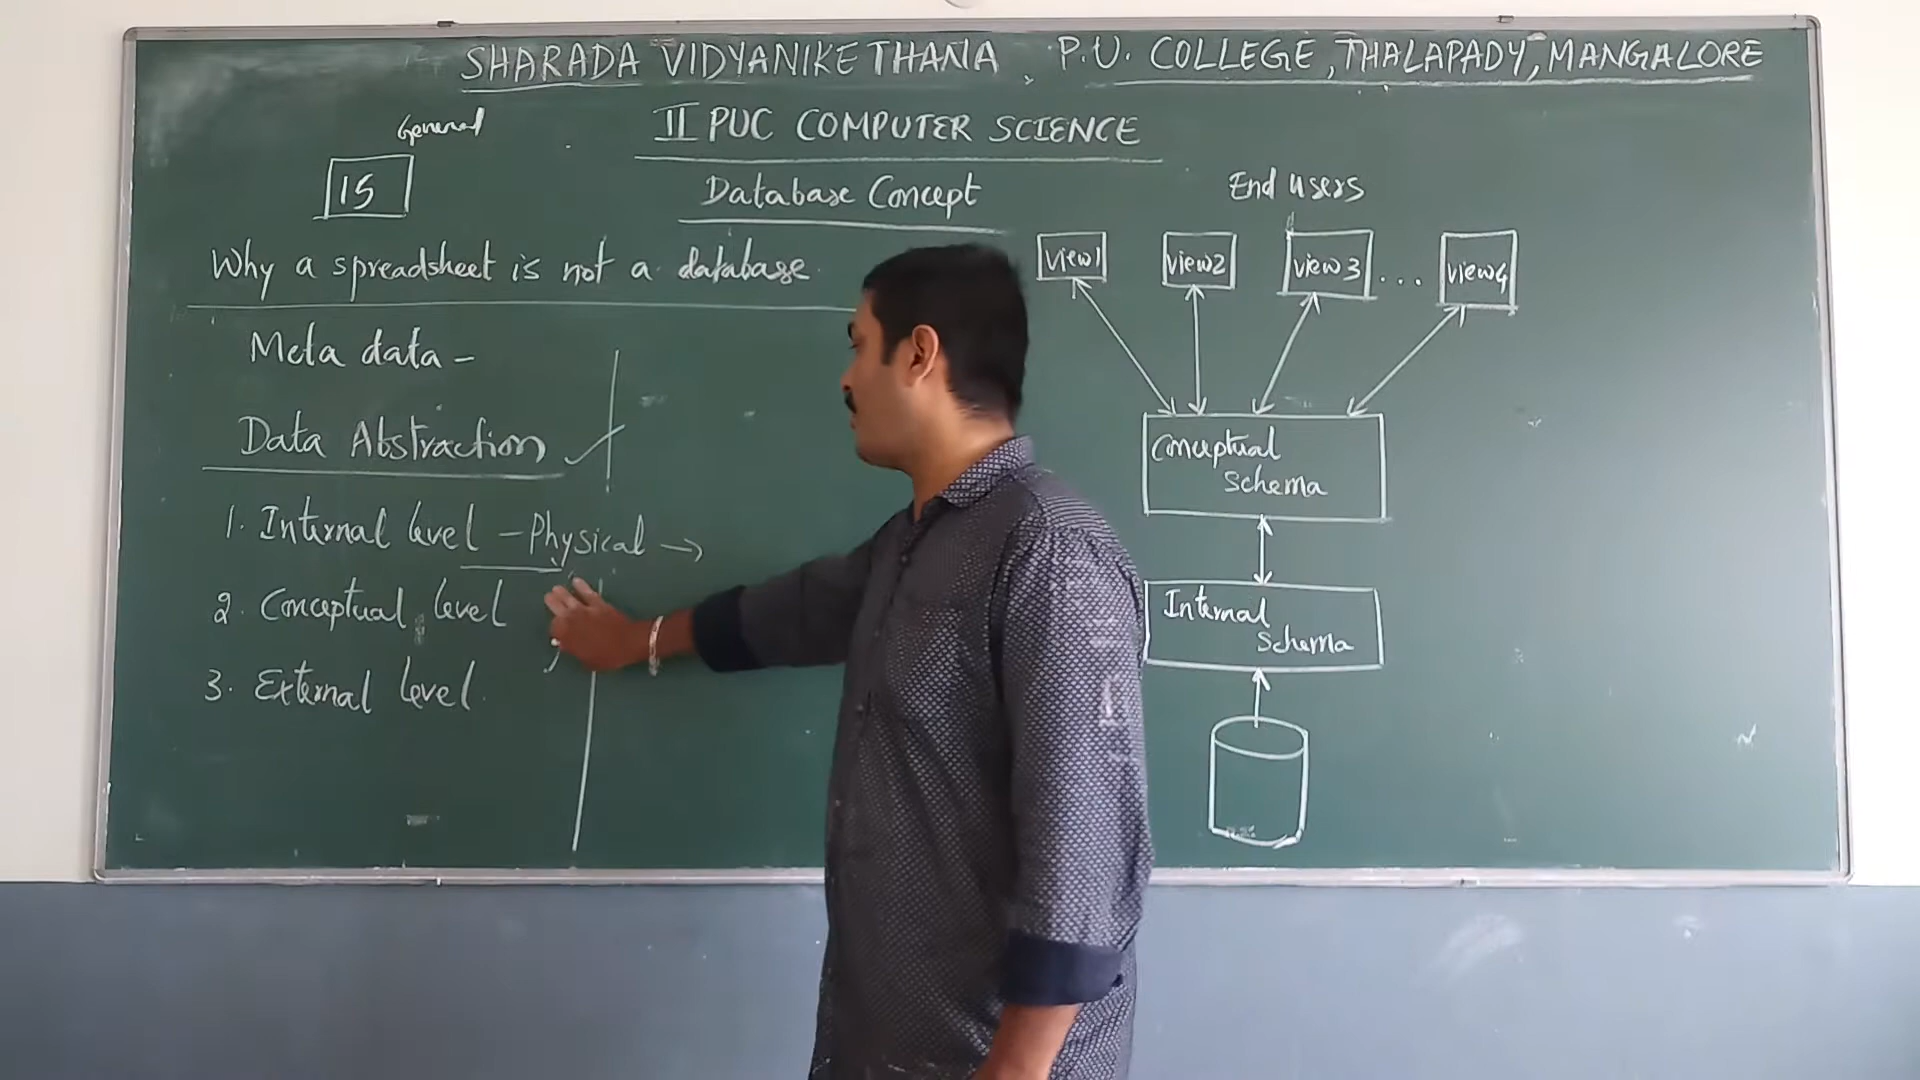 SHARADA VIDYANIKETHANA, P.U. COLLEGE, THALAPADY, MANGALORE
General
II PUC COMPUTER SCIENCE
15
Database Concept
Why a spreadsheet is not a database.
Meta data -
Data Abstraction
1. Internal level - Physical →
2. Conceptual level
3. External level.
End users
view1
view2
view3 ...
view4
Conceptual
Schema
Internal
Schema